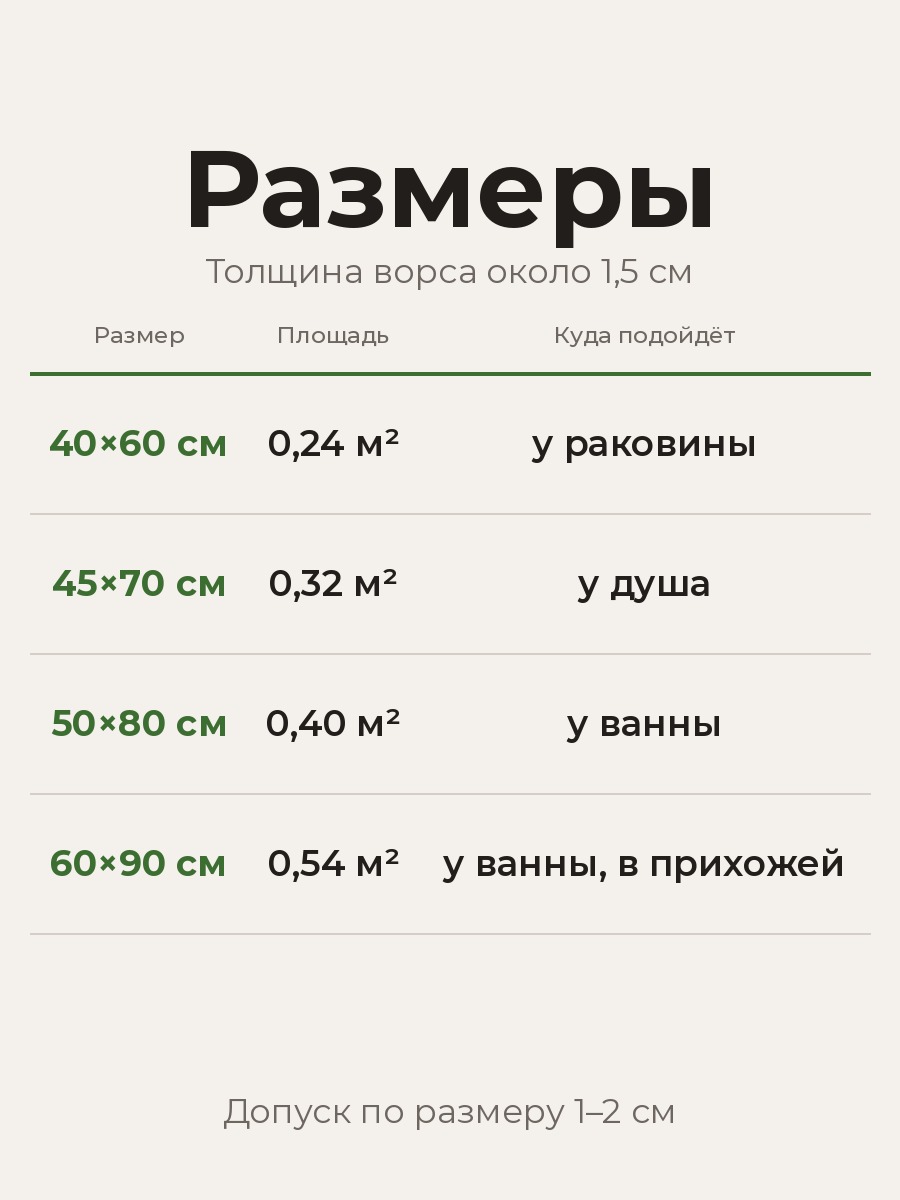 Размеры
Толщина ворса около 1,5 см
Размер Площадь Куда подойдёт
40×60 см 0,24 м² у раковины
45×70 см 0,32 м² у душа
50×80 см 0,40 м² у ванны
60×90 см 0,54 м² у ванны, в прихожей
Допуск по размеру 1–2 см